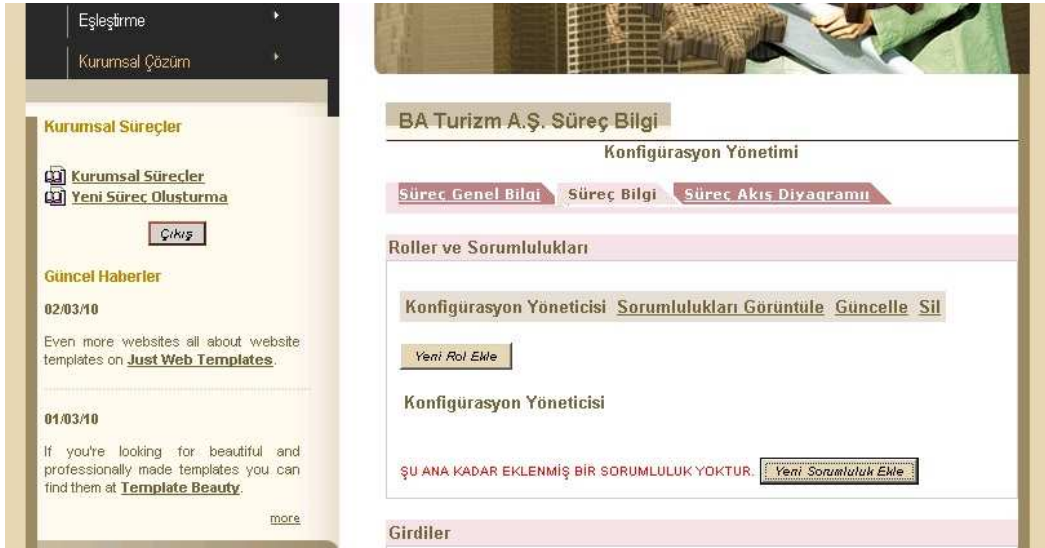 Eşleştirme
Kurumsal Çözüm
Kurumsal Süreçler
Kurumsal Süreçler
Yeni Süreç Oluşturma
Çıkış
Güncel Haberler
02/03/10
Even more websites all about website
templates on Just Web Templates.
01/03/10
If you're looking for beautiful and
professionally made templates you can
find them at Template Beauty.
more
BA Turizm A.Ş. Süreç Bilgi
Konfigürasyon Yönetimi
Süreç Genel Bilgi Süreç Bilgi Süreç Akış Diyagramıı
Roller ve Sorumlulukları
Konfigürasyon Yöneticisi Sorumlulukları Görüntüle Güncelle Sil
Yeni Rol Ekle
Konfigürasyon Yöneticisi
ŞU ANA KADAR EKLENMİŞ BİR SORUMLULUK YOKTUR. Yeni Sorumluluk Ekle
Girdiler